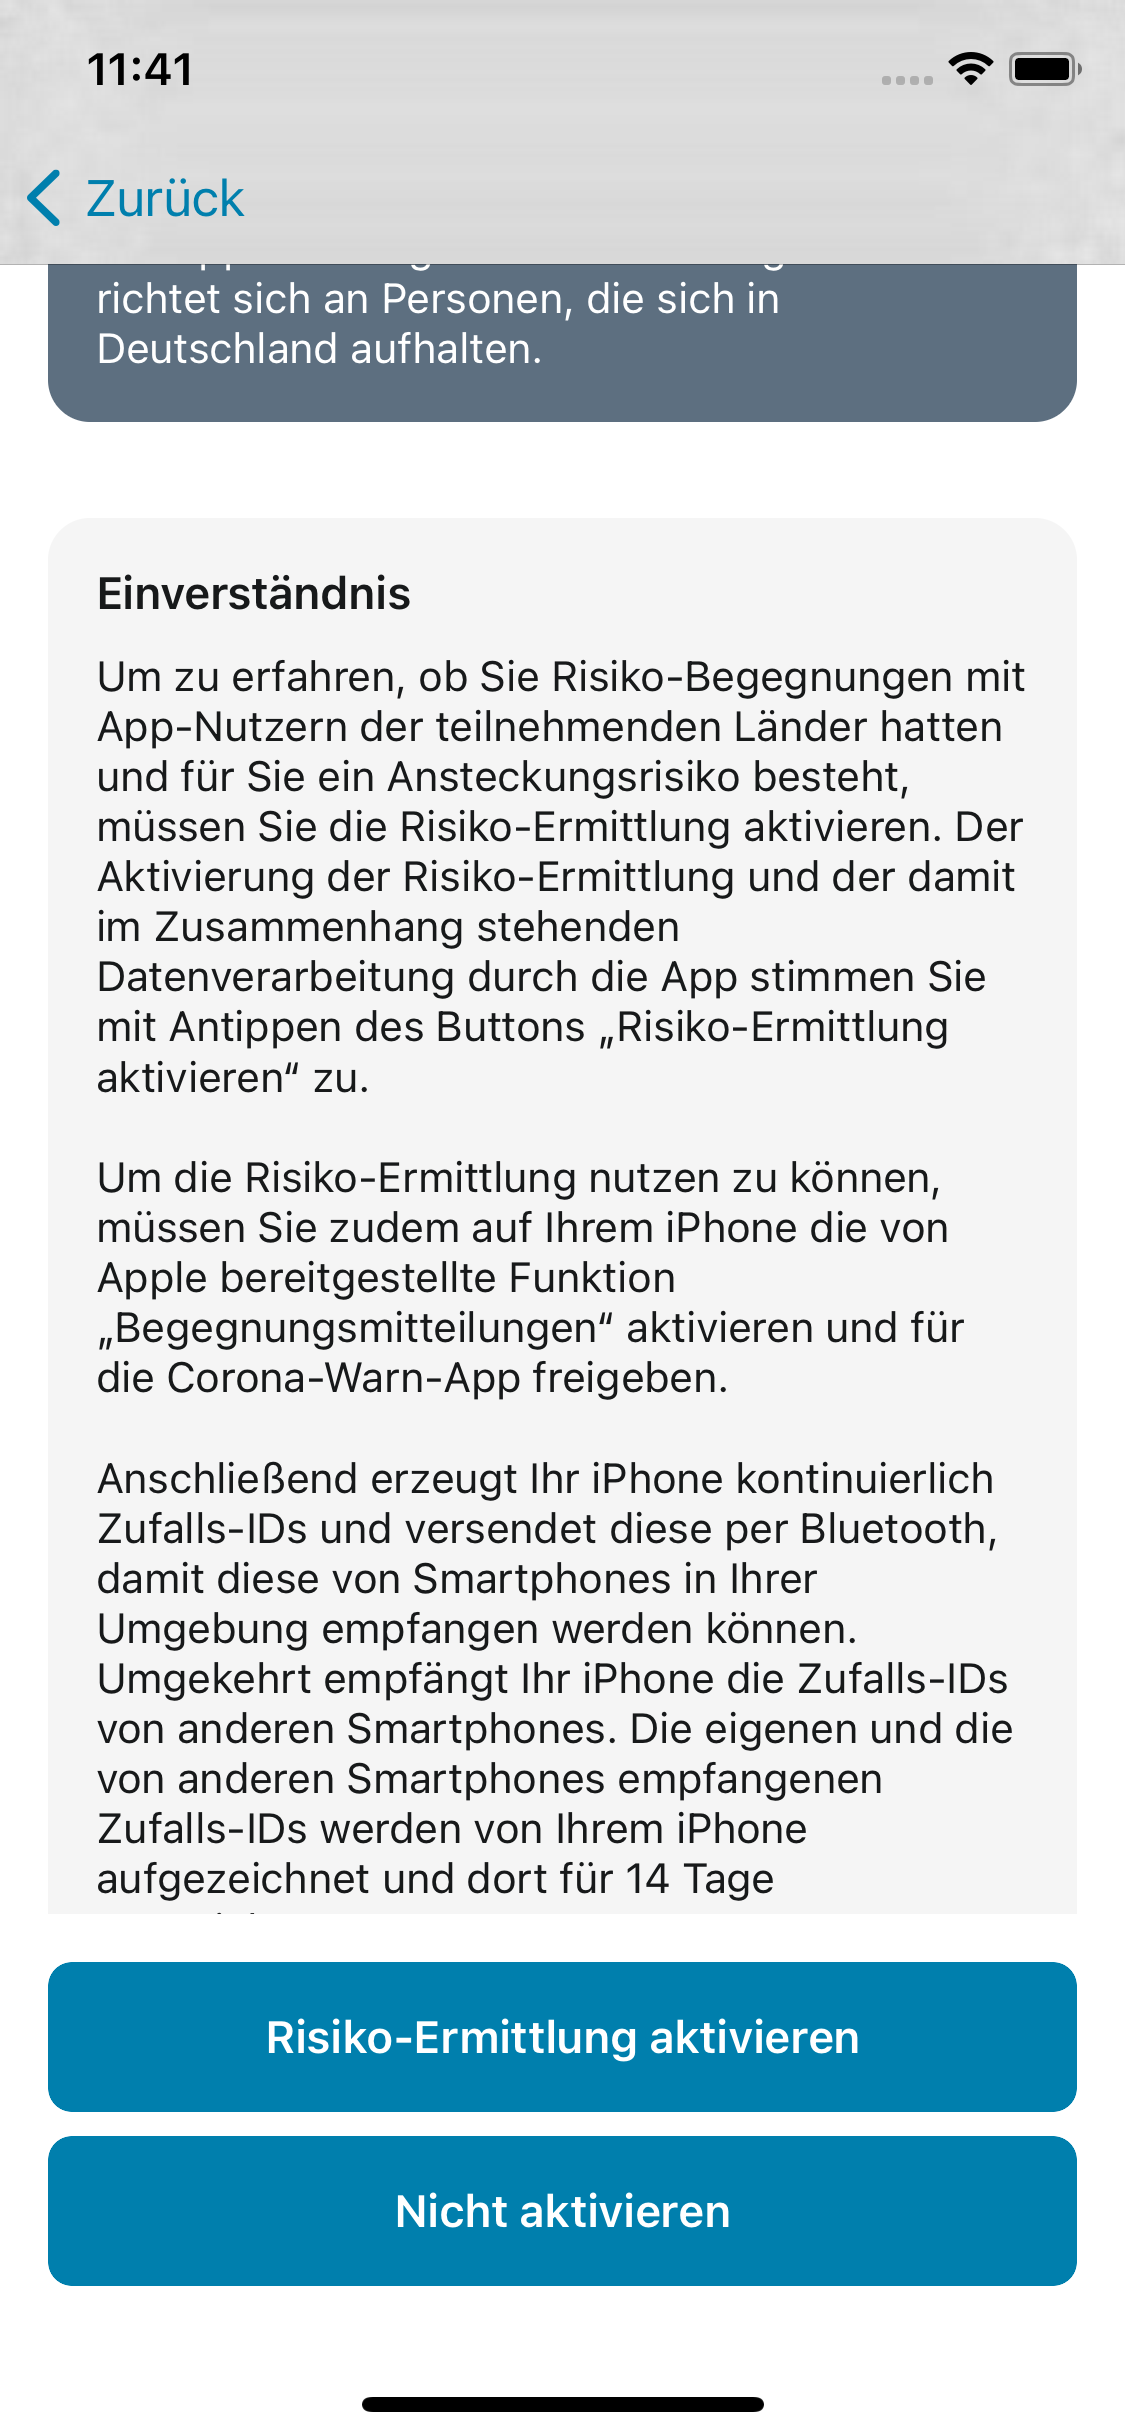 11:41
Zurück
richtet sich an Personen, die sich in
Deutschland aufhalten.
Einverständnis
Um zu erfahren, ob Sie Risiko-Begegnungen mit
App-Nutzern der teilnehmenden Länder hatten
und für Sie ein Ansteckungsrisiko besteht,
müssen Sie die Risiko-Ermittlung aktivieren. Der
Aktivierung der Risiko-Ermittlung und der damit
im Zusammenhang stehenden
Datenverarbeitung durch die App stimmen Sie
mit Antippen des Buttons „Risiko-Ermittlung
aktivieren“ zu.
Um die Risiko-Ermittlung nutzen zu können,
müssen Sie zudem auf Ihrem iPhone die von
Apple bereitgestellte Funktion
„Begegnungsmitteilungen“ aktivieren und für
die Corona-Warn-App freigeben.
Anschließend erzeugt Ihr iPhone kontinuierlich
Zufalls-IDs und versendet diese per Bluetooth,
damit diese von Smartphones in Ihrer
Umgebung empfangen werden können.
Umgekehrt empfängt Ihr iPhone die Zufalls-IDs
von anderen Smartphones. Die eigenen und die
von anderen Smartphones empfangenen
Zufalls-IDs werden von Ihrem iPhone
aufgezeichnet und dort für 14 Tage
Risiko-Ermittlung aktivieren
Nicht aktivieren